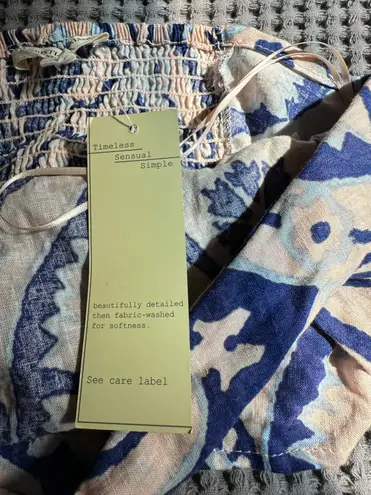 Timeless
Sensual
Simple
beautifully detailed
then fabric-washed
for softness.
See care label